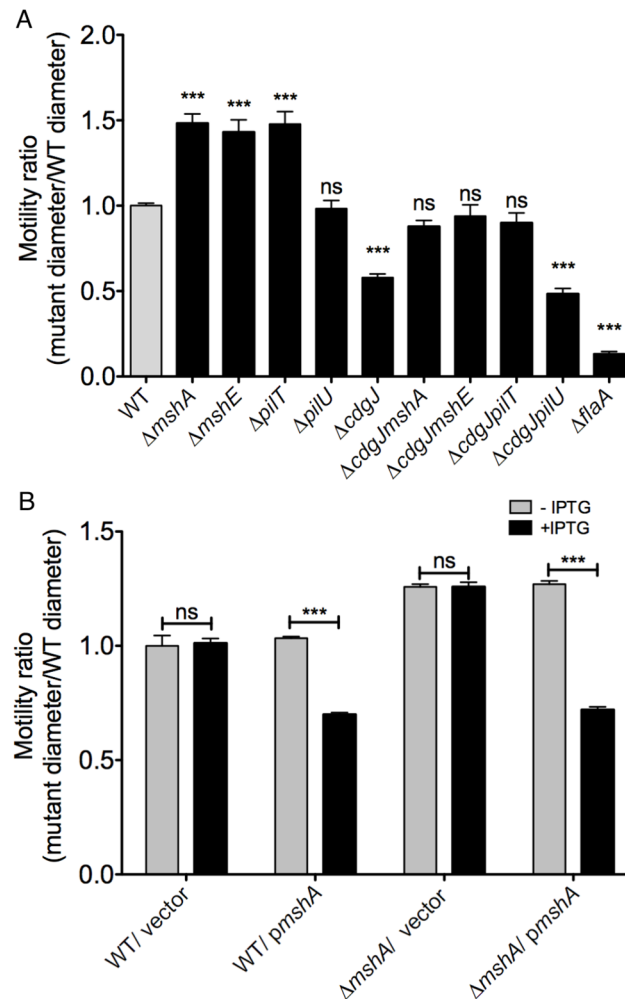 A
Motility ratio
(mutant diameter/WT diameter)
2.0
1.5
1.0
0.5
0.0
***
***
***
ns
***
ns
ns
ns
***
***
WT
ΔmshA
ΔmshE
ΔpilT
ΔpilU
ΔcdgJ
ΔcdgJmshA
ΔcdgJmshE
ΔcdgJpilT
ΔcdgJpilU
ΔflaA
B
Motility ratio
(mutant diameter/WT diameter)
- IPTG
+IPTG
1.5
1.0
0.5
0.0
ns
***
ns
***
WT/ vector
WT/ pmshA
ΔmshA/ vector
ΔmshA/ pmshA